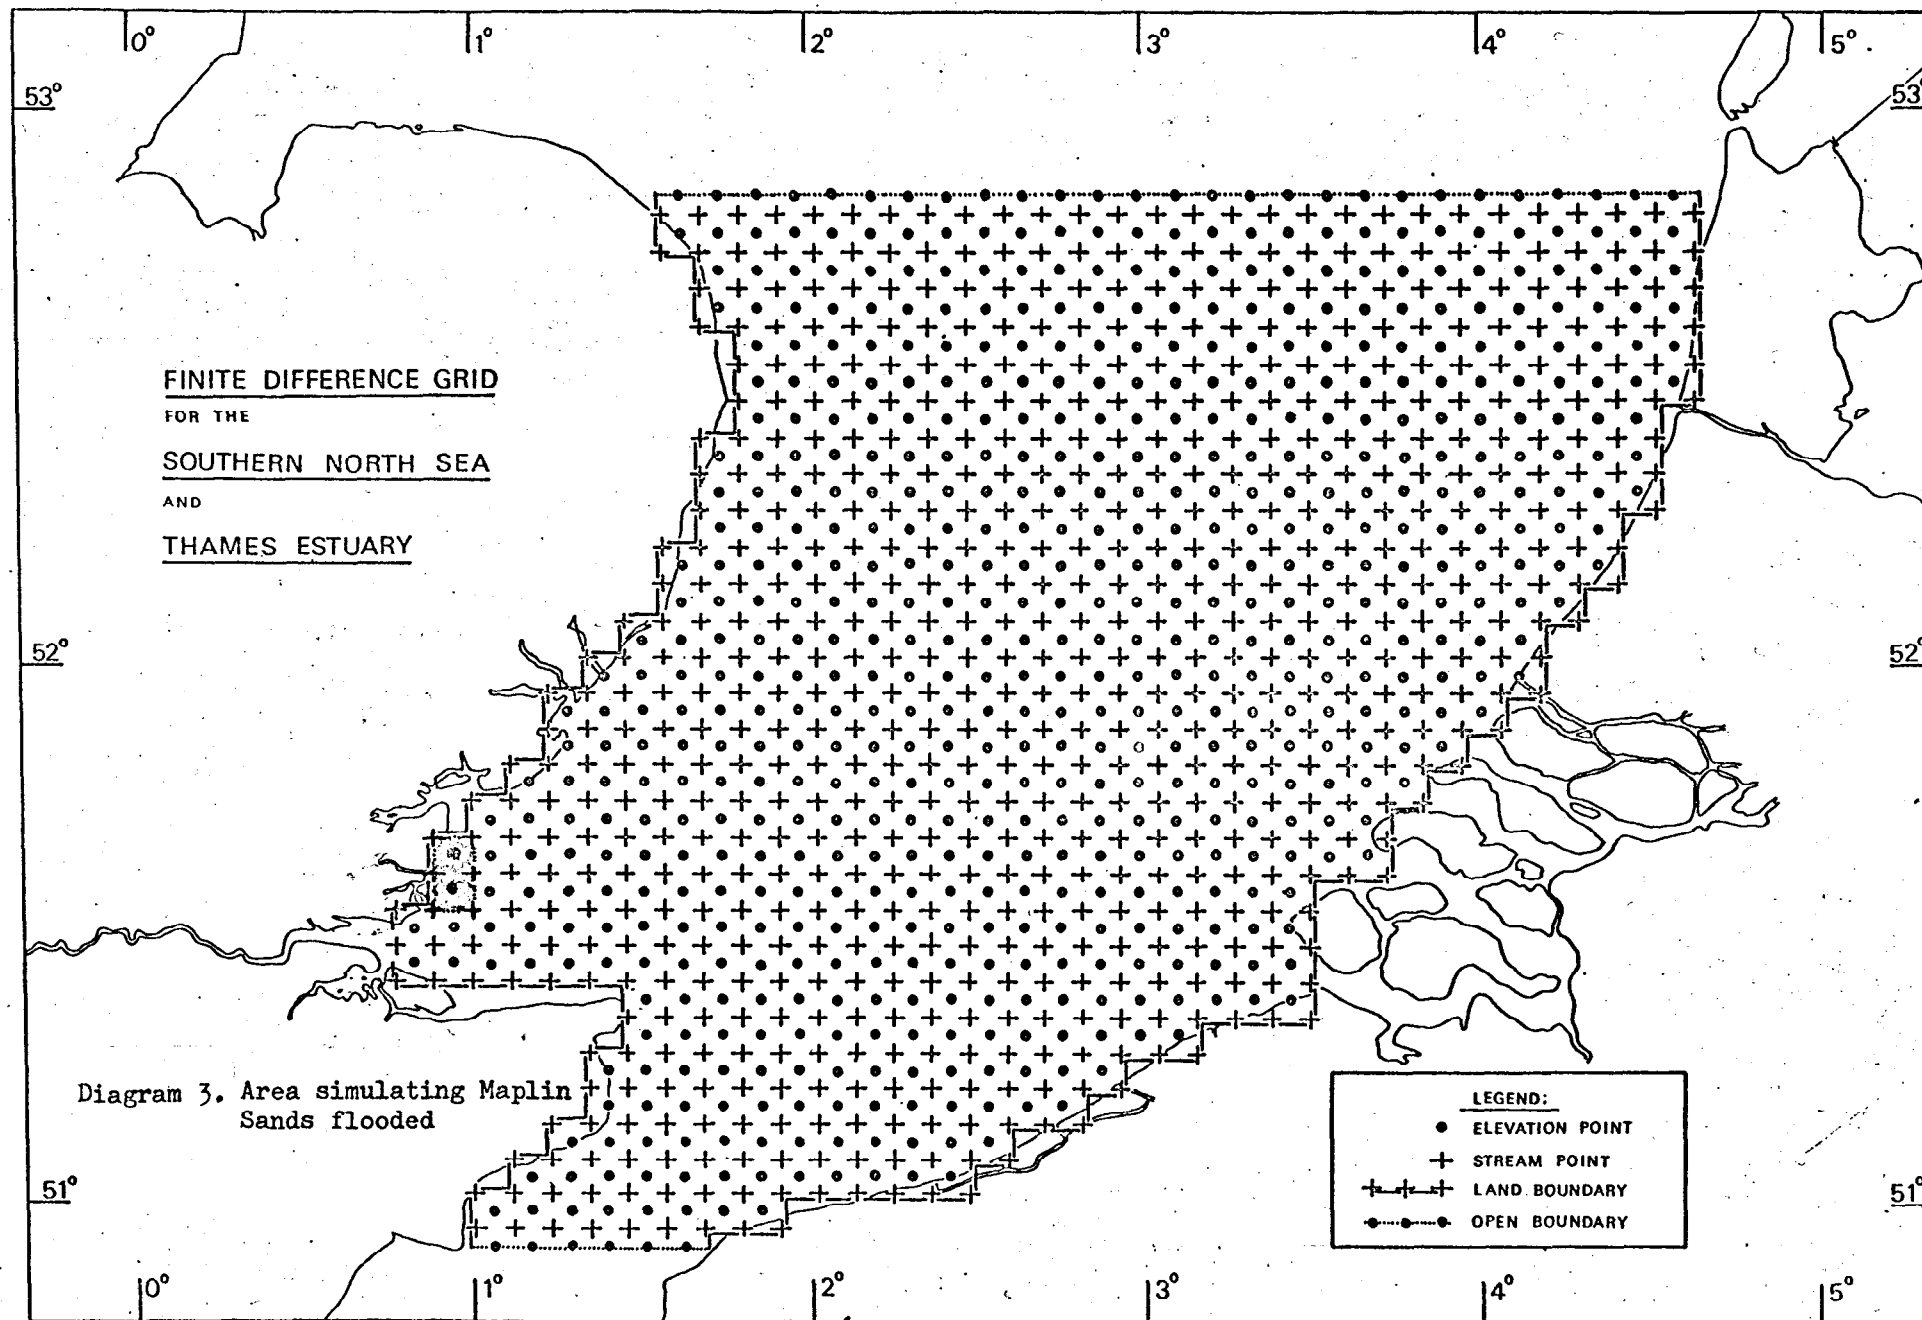 0° 1° 2° 3° 4° 5°
53° 53°
FINITE DIFFERENCE GRID
FOR THE
SOUTHERN NORTH SEA
AND
THAMES ESTUARY
52° 52°
Diagram 3. Area simulating Maplin
Sands flooded
LEGEND:
ELEVATION POINT
STREAM POINT
LAND BOUNDARY
OPEN BOUNDARY
51° 51°
0° 1° 2° 3° 4° 5°